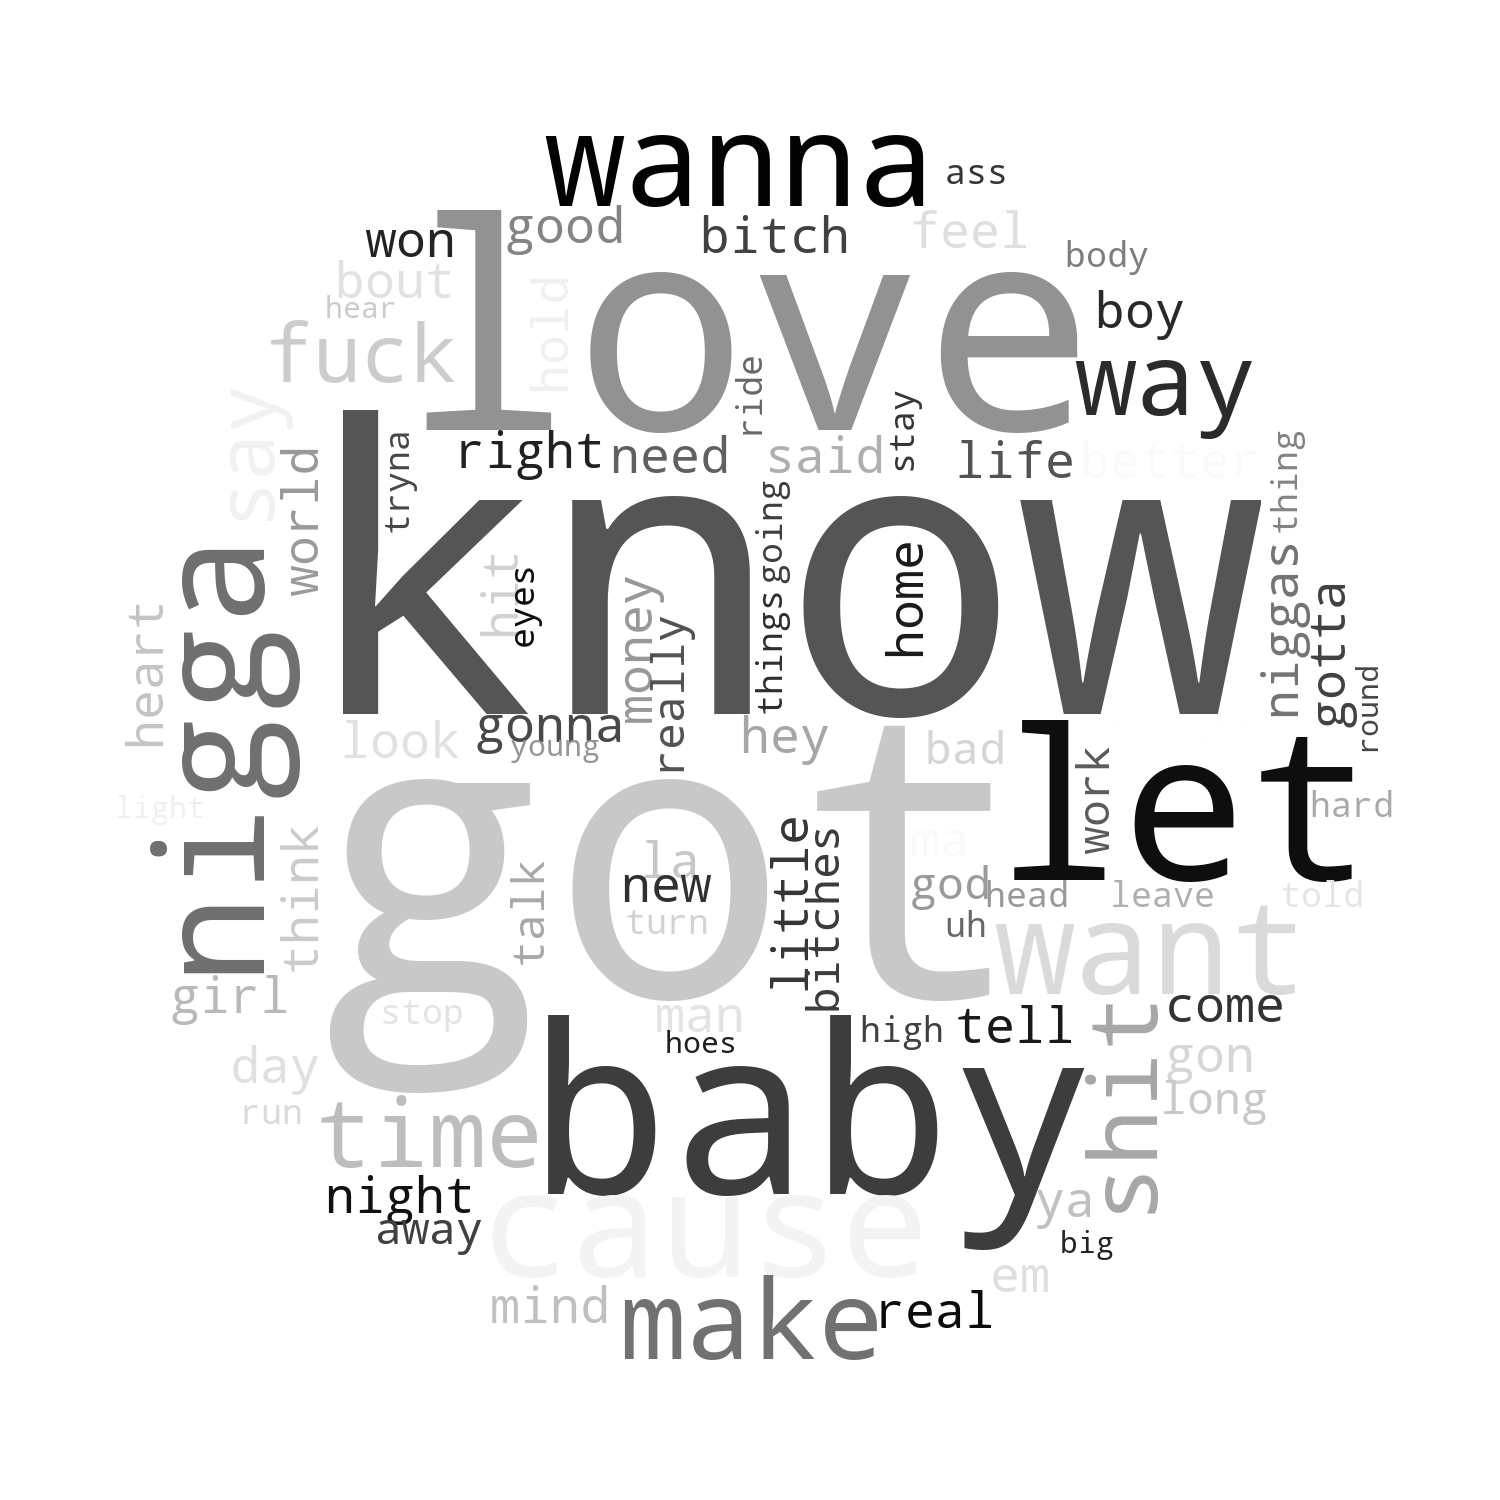 wanna
ass
love
good
won
bitch
feel
body
bout
hear
hold
boy
fuck
way
ride
say
stay
tryna
right
need
said
life
better
thing
world
know
going
nigga
hit
eyes
money
really
things
home
niggas
gotta
heart
round
look
gonna
young
hey
bad
let
work
light
hard
got
think
talk
la
new
turn
little
bitches
ma
god
head
leave
told
uh
want
girl
stop
man
hoes
high
tell
come
shit
day
baby
gon
run
time
long
night
away
cause
ya
big
em
mind
make
real